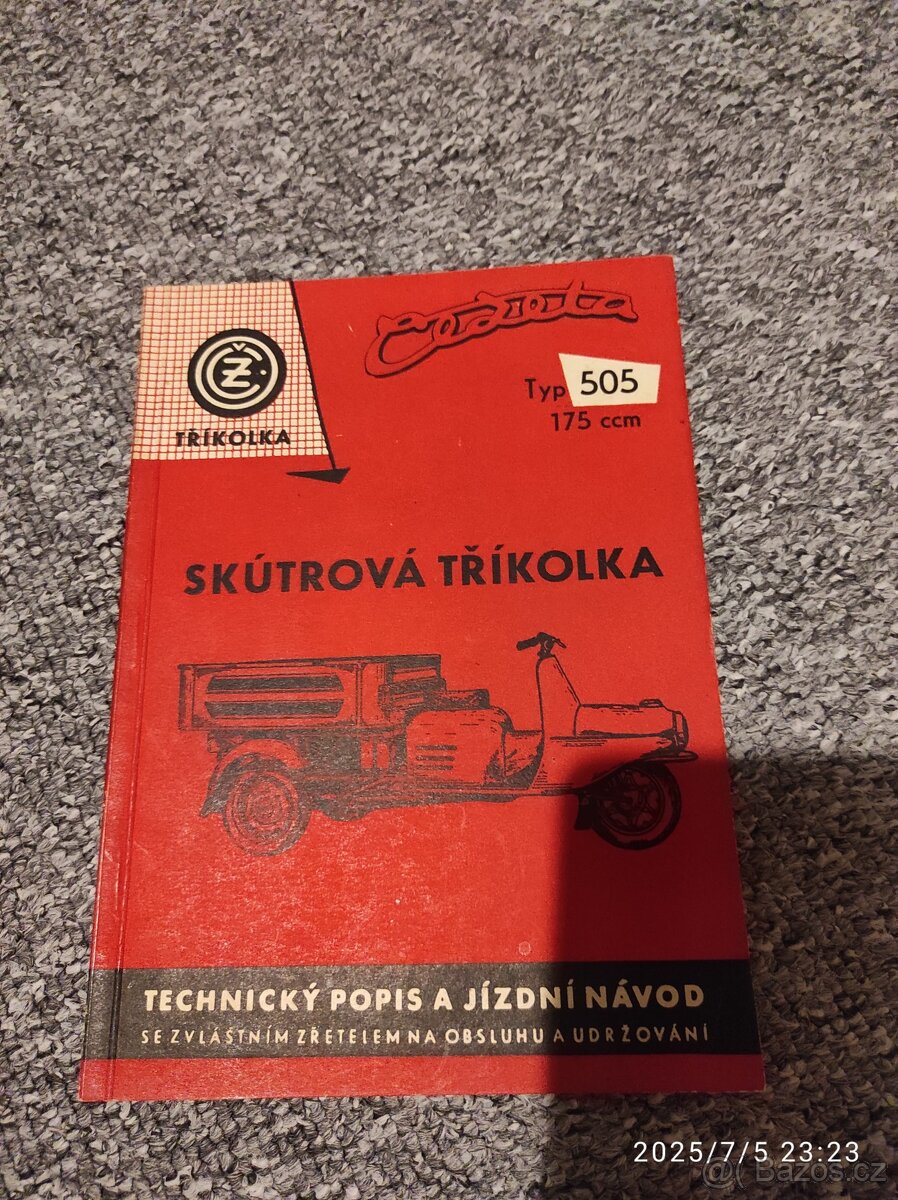 Čezeta
ČZ
Typ 505
175 ccm
TŘÍKOLKA
SKÚTROVÁ TŘÍKOLKA
TECHNICKÝ POPIS A JÍZDNÍ NÁVOD
SE ZVLÁŠTNÍM ZŘETELEM NA OBSLUHU A UDRŽOVÁNÍ
2025/7/5 23:23
@ Bazos.cz